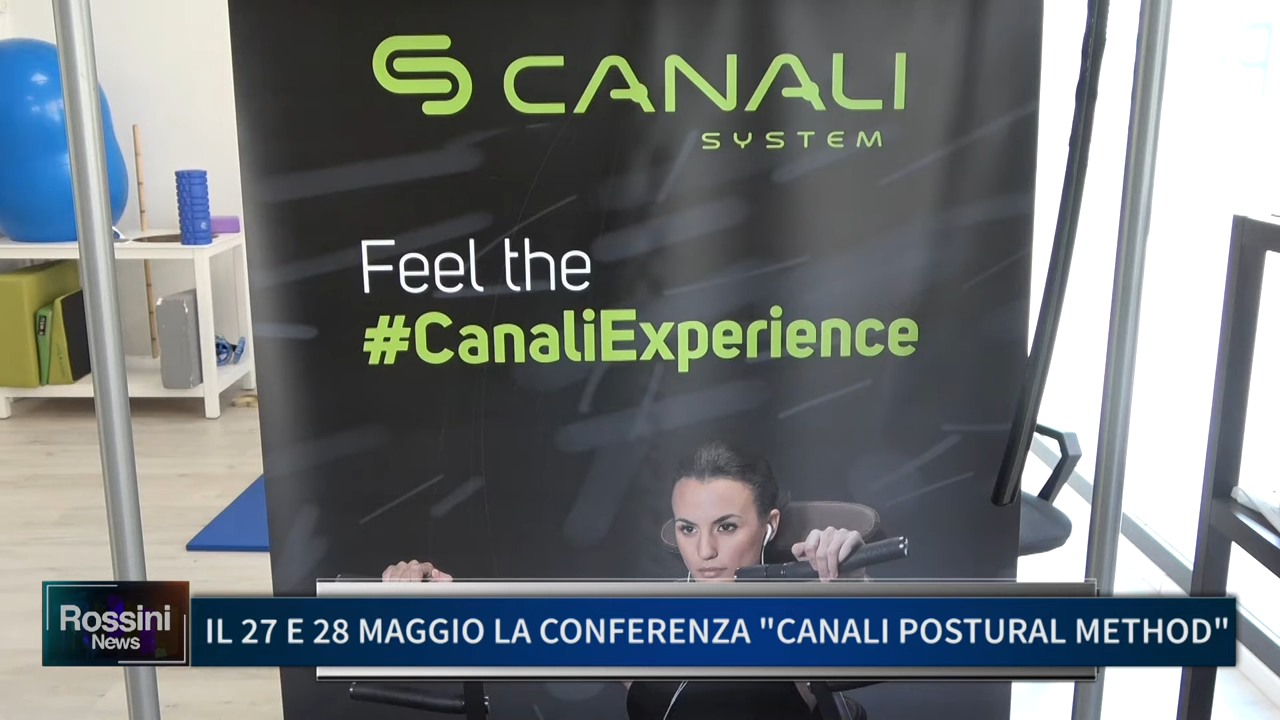 CANALI
SYSTEM
Feel the
#CanaliExperience
Rossini
News
IL 27 E 28 MAGGIO LA CONFERENZA "CANALI POSTURAL METHOD"